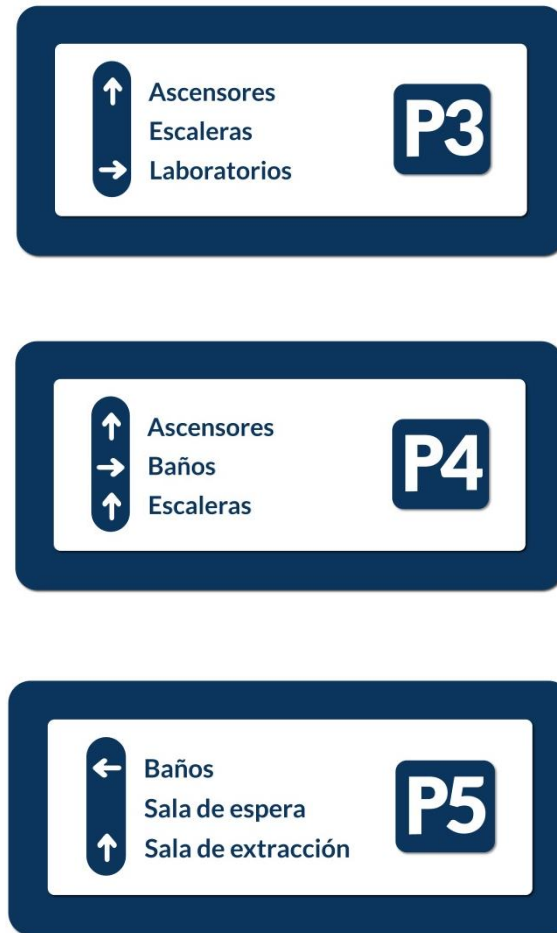 Ascensores
Escaleras
Laboratorios
P3
Ascensores
Baños
Escaleras
P4
Baños
Sala de espera
Sala de extracción
P5